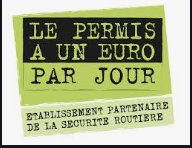 LE PERMIS
A UN EURO
PAR JOUR
ETABLISSEMENT PARTENAIRE
DE LA SECURITE ROUTIERE